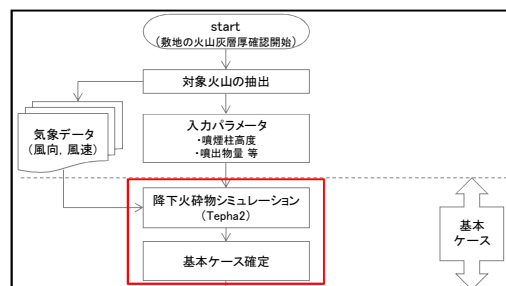 start
(敷地の火山灰層厚確認開始)
対象火山の抽出
気象データ
(風向, 風速)
入力パラメータ
・噴煙柱高度
・噴出物量 等
降下火砕物シミュレーション
(Tepha2)
基本ケース確定
基本
ケース